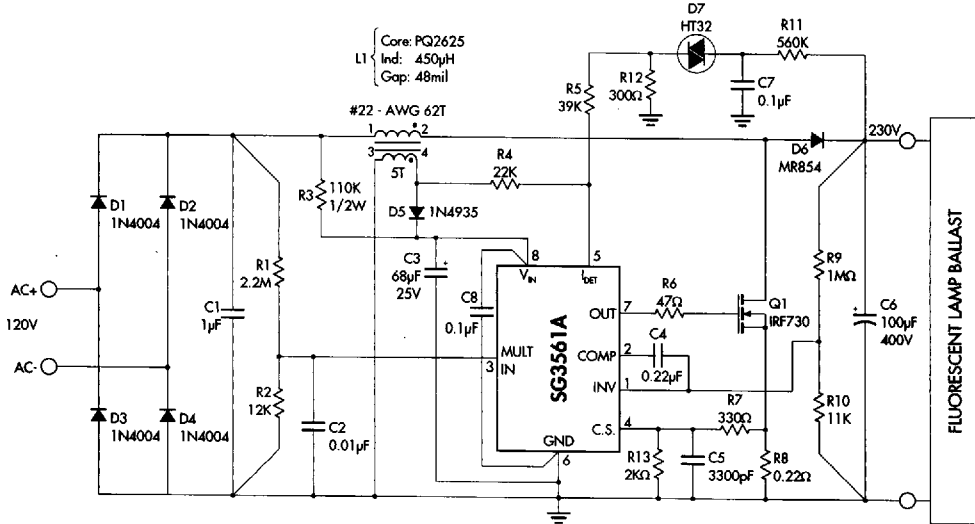 D7
HT32
R11
560K
Core: PQ2625
L1 { Ind: 450µH
Gap: 48mil
R12
300Ω
C7
0.1µF
R5
39K
#22 - AWG 62T
1 2
3 4
5T
R4
22K
230V
D6
MR854
R3
110K
1/2W
D5
1N4935
D1
1N4004
D2
1N4004
R1
2.2M
C3
68µF
25V
+
8
VIN
5
IDET
R9
1MΩ
AC+
120V
AC-
C1
1µF
C8
0.1µF
SG3561A
OUT
7
R6
47Ω
Q1
IRF730
+
C6
100µF
400V
MULT
IN
3
COMP
2
C4
0.22µF
INV
1
R2
12K
D3
1N4004
D4
1N4004
C2
0.01µF
C.S.
4
R7
330Ω
R10
11K
GND
6
R13
2KΩ
C5
3300pF
R8
0.22Ω
FLUORESCENT LAMP BALLAST